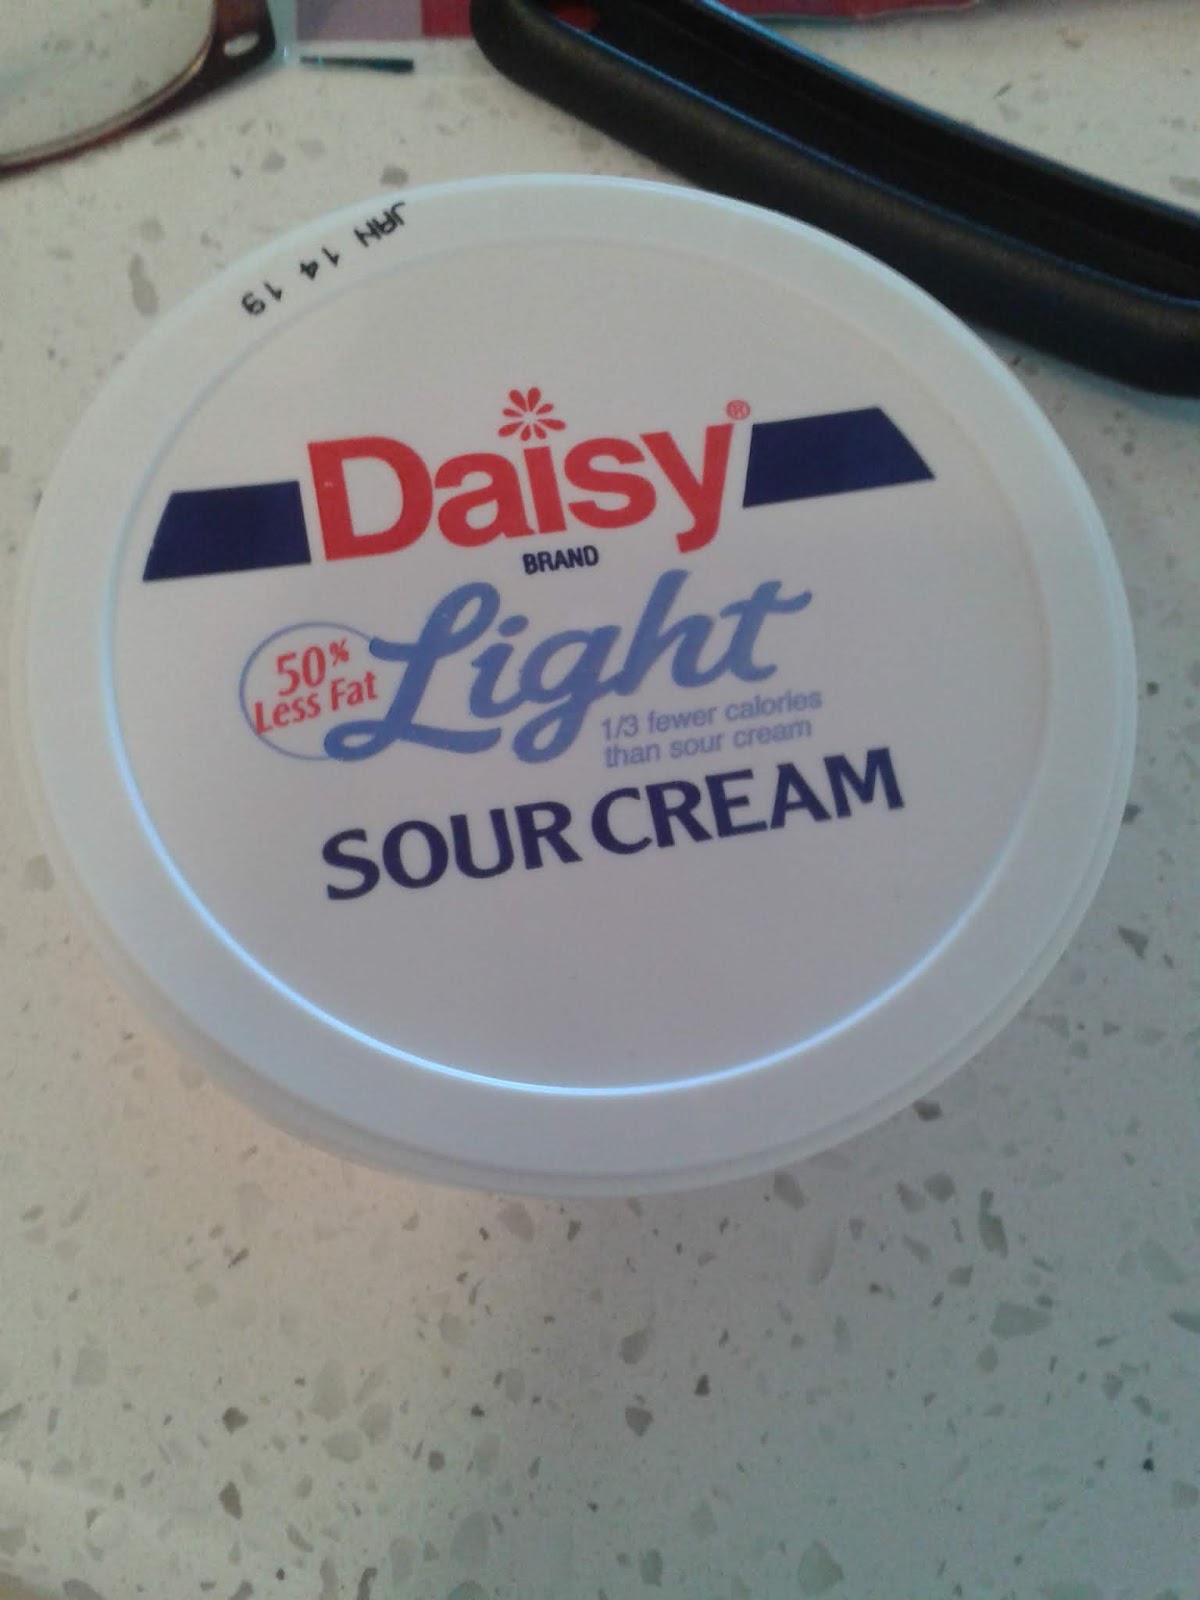 JAN 14 19
Daisy®
BRAND
Light
50% Less Fat
1/3 fewer calories
than sour cream
SOUR CREAM